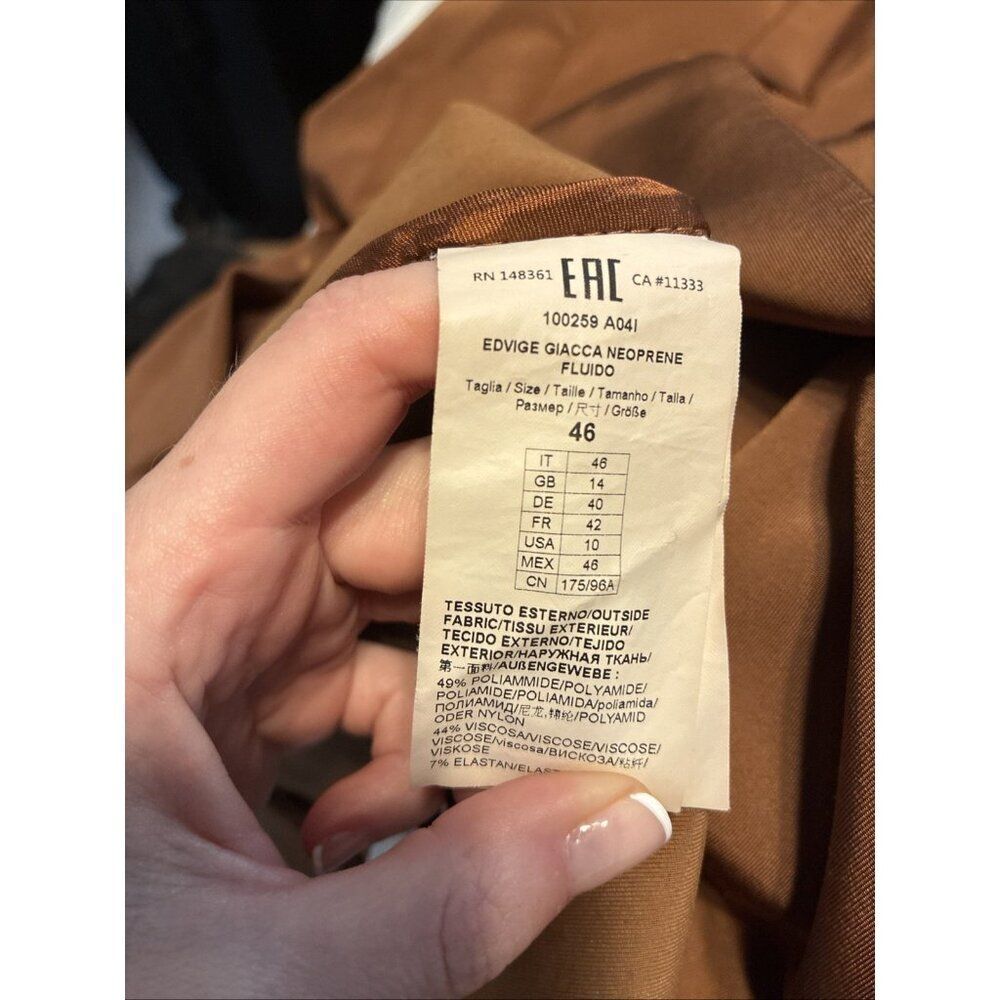 RN 148361 EAC CA #11333
100259 A04I
EDVIGE GIACCA NEOPRENE
FLUIDO
Taglia / Size / Taille / Tamanho / Talla /
Размер / 尺寸 / Größe
46
IT 46
GB 14
DE 40
FR 42
USA 10
MEX 46
CN 175/96A
TESSUTO ESTERNO/OUTSIDE
FABRIC/TISSU EXTERIEUR/
TECIDO EXTERNO/TEJIDO
EXTERIOR/НАРУЖНАЯ ТКАНЬ/
第一面料/AUßENGEWEBE :
49% POLIAMMIDE/POLYAMIDE/
POLIAMIDE/POLIAMIDA/poliamida/
ПОЛИАМИД/尼龙,锦纶/POLYAMID
ODER NYLON
44% VISCOSA/VISCOSE/VISCOSE/
VISCOSE/viscosa/ВИСКОЗА/粘纤/
VISKOSE
7% ELASTAN/